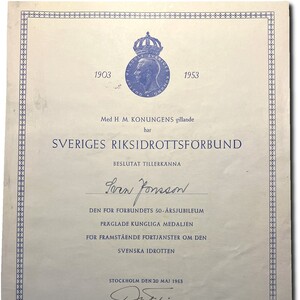 1903 1953
Med H M KONUNGENS gillande
har
SVERIGES RIKSIDROTTSFORBUND
BESLUTAT TILLERKÄNNA
Sven Jonsson
DEN FÖR FÖRBUNDETS 50-ÅRSJUBILEUM
PRÄGLADE KUNGLIGA MEDALJEN
FÖR FRAMSTÅENDE FÖRTJÄNSTER OM DEN
SVENSKA IDROTTEN
STOCKHOLM DEN 20 MAJ 1953